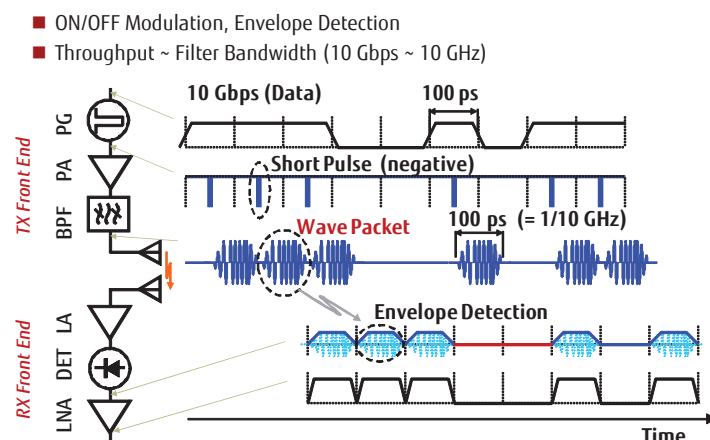 ON/OFF Modulation, Envelope Detection
Throughput ~ Filter Bandwidth (10 Gbps ~ 10 GHz)
TX Front End
PG
PA
BPF
10 Gbps (Data)
100 ps
Short Pulse (negative)
Wave Packet
100 ps
(= 1/10 GHz)
RX Front End
LA
DET
LNA
Envelope Detection
Time